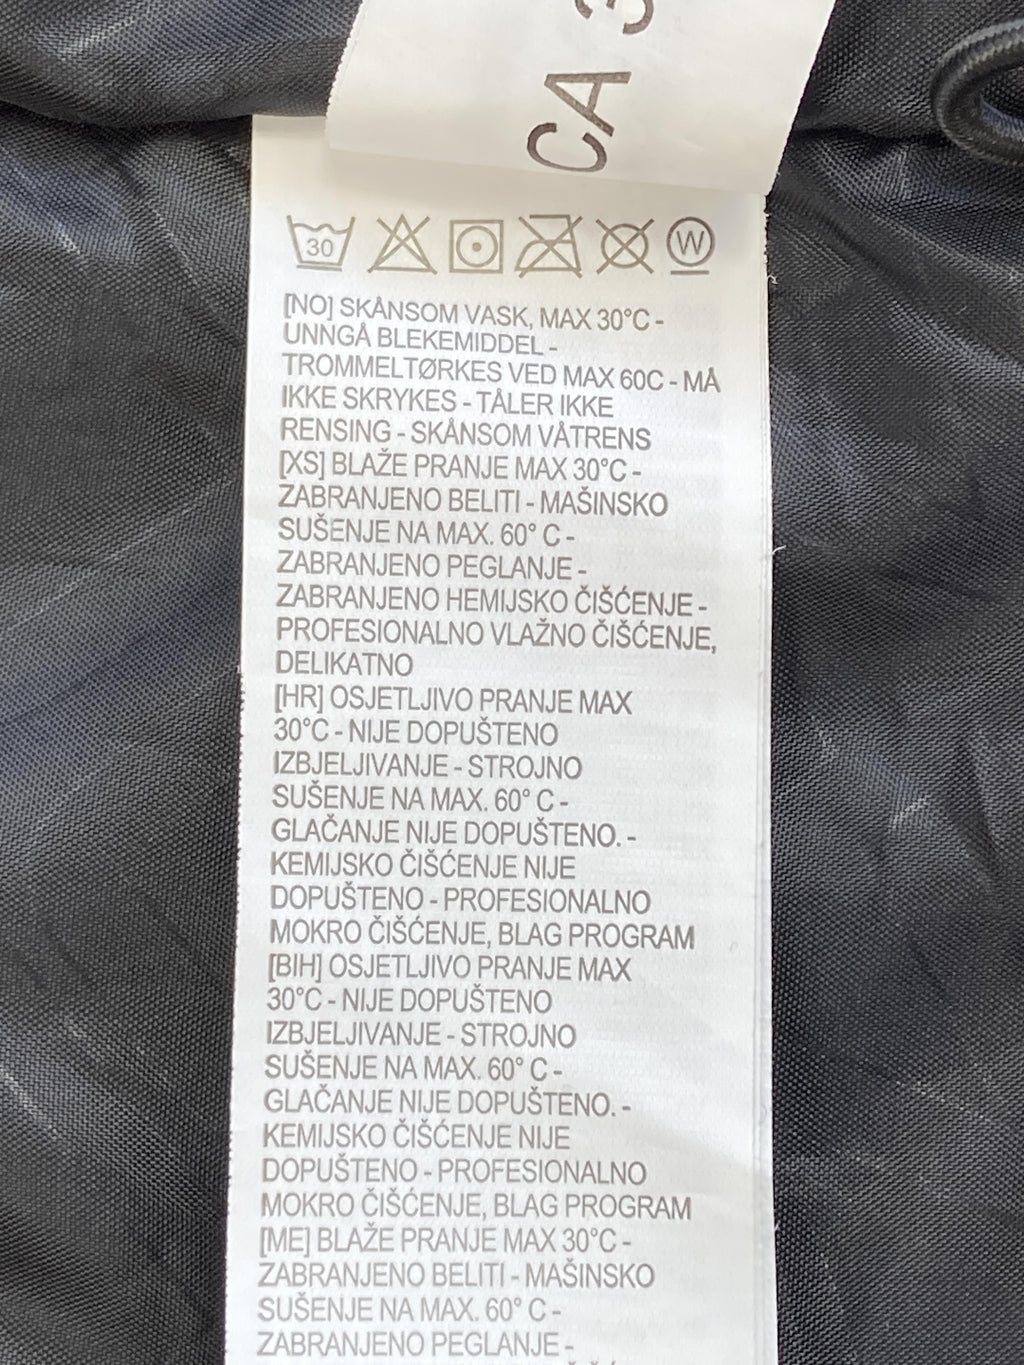 CA 3
30
W
[NO] SKÅNSOM VASK, MAX 30°C -
UNNGÅ BLEKEMIDDEL -
TROMMELTØRKES VED MAX 60C - MÅ
IKKE SKRYKES - TÅLER IKKE
RENSING - SKÅNSOM VÅTRENS
[XS] BLAŽE PRANJE MAX 30°C -
ZABRANJENO BELITI - MAŠINSKO
SUŠENJE NA MAX. 60° C -
ZABRANJENO PEGLANJE -
ZABRANJENO HEMIJSKO ČIŠĆENJE -
PROFESIONALNO VLAŽNO ČIŠĆENJE,
DELIKATNO
[HR] OSJETLJIVO PRANJE MAX
30°C - NIJE DOPUŠTENO
IZBJELJIVANJE - STROJNO
SUŠENJE NA MAX. 60° C -
GLAČANJE NIJE DOPUŠTENO. -
KEMIJSKO ČIŠĆENJE NIJE
DOPUŠTENO - PROFESIONALNO
MOKRO ČIŠĆENJE, BLAG PROGRAM
[BIH] OSJETLJIVO PRANJE MAX
30°C - NIJE DOPUŠTENO
IZBJELJIVANJE - STROJNO
SUŠENJE NA MAX. 60° C -
GLAČANJE NIJE DOPUŠTENO. -
KEMIJSKO ČIŠĆENJE NIJE
DOPUŠTENO - PROFESIONALNO
MOKRO ČIŠĆENJE, BLAG PROGRAM
[ME] BLAŽE PRANJE MAX 30°C -
ZABRANJENO BELITI - MAŠINSKO
SUŠENJE NA MAX. 60° C -
ZABRANJENO PEGLANJE -